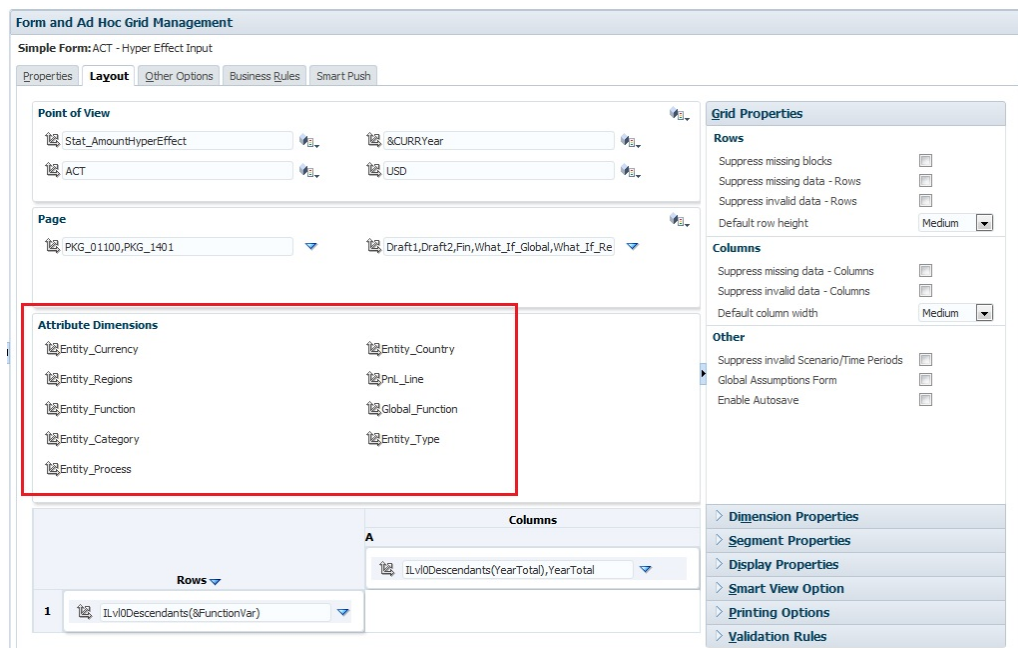 Form and Ad Hoc Grid Management
Simple Form:ACT - Hyper Effect Input
Properties Layout Other Options Business Rules Smart Push
Point of View
Stat_AmountHyperEffect &CURRYear
ACT USD
Page
PKG_01100,PKG_1401 Draft1,Draft2,Fin,What_If_Global,What_If_Re
Attribute Dimensions
Entity_Currency Entity_Country
Entity_Regions PnL_Line
Entity_Function Global_Function
Entity_Category Entity_Type
Entity_Process
Columns
A
ILvl0Descendants(YearTotal),YearTotal
Rows
1 ILvl0Descendants(&FunctionVar)
Grid Properties
Rows
Suppress missing blocks
Suppress missing data - Rows
Suppress invalid data - Rows
Default row height Medium
Columns
Suppress missing data - Columns
Suppress invalid data - Columns
Default column width Medium
Other
Suppress invalid Scenario/Time Periods
Global Assumptions Form
Enable Autosave
Dimension Properties
Segment Properties
Display Properties
Smart View Option
Printing Options
Validation Rules